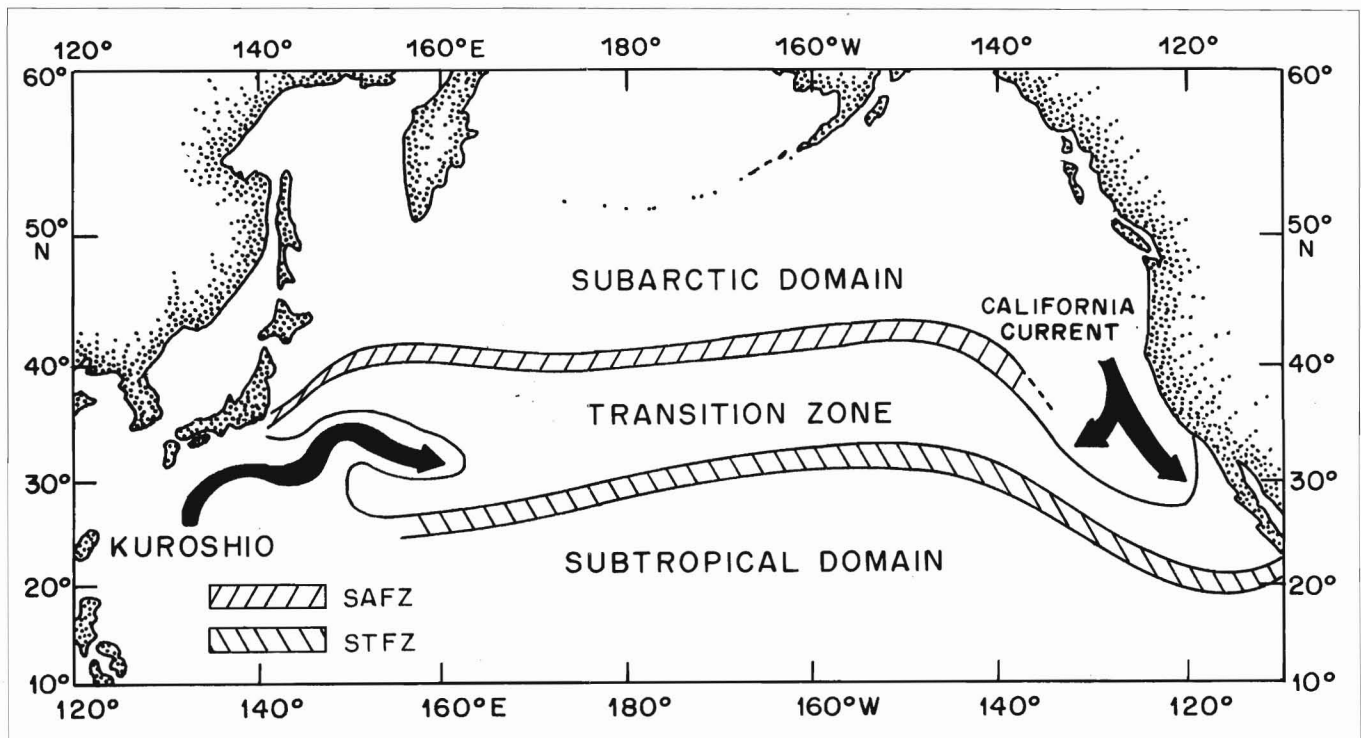 120° 140° 160°E 180° 160°W 140° 120°
60° 60°
50° 50°
N N
SUBARCTIC DOMAIN
CALIFORNIA
CURRENT
40° 40°
TRANSITION ZONE
30° 30°
KUROSHIO
SUBTROPICAL DOMAIN
20° 20°
SAFZ
STFZ
10° 10°
120° 140° 160°E 180° 160°W 140° 120°